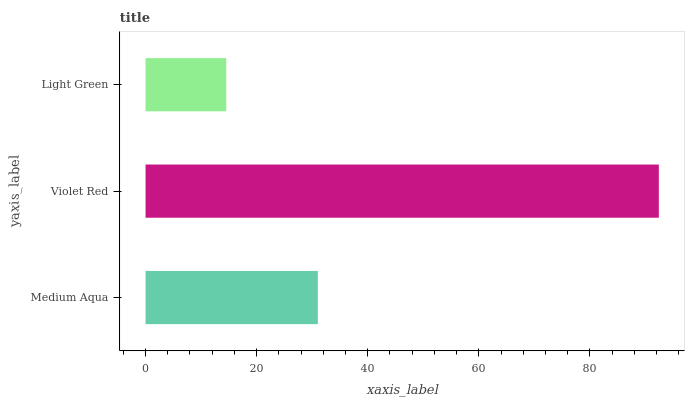 title
Light Green
Violet Red
Medium Aqua
yaxis_label
0 20 40 60 80
xaxis_label